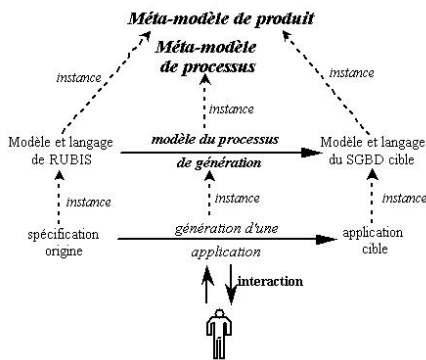 Méta-modèle de produit
Méta-modèle
de processus
instance
instance
instance
Modèle et langage
de RUBIS
modèle du processus
de génération
Modèle et langage
du SGBD cible
instance
instance
instance
spécification
origine
génération d'une
application
application
cible
interaction